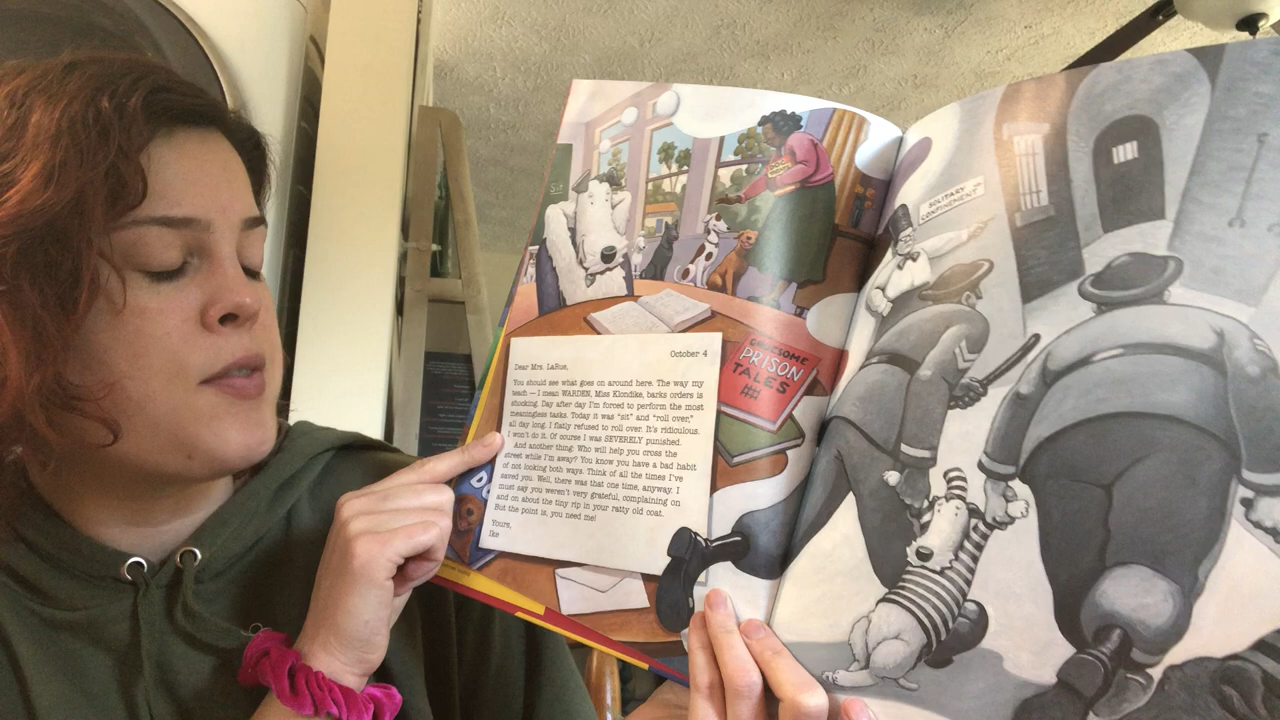 Sit
DOG
October 4
Dear Mrs. LaRue,
You should see what goes on around here. The way my
teach — I mean WARDEN, Miss Klondike, barks orders is
shocking. Day after day I'm forced to perform the most
meaningless tasks. Today it was "sit" and "roll over,"
all day long. I flatly refused to roll over. It's ridiculous.
I won't do it. Of course I was SEVERELY punished.
And another thing: Who will help you cross the
street while I'm away? You know you have a bad habit
of not looking both ways. Think of all the times I've
saved you. Well, there was that one time, anyway. I
must say you weren't very grateful, complaining on
and on about the tiny rip in your ratty old coat.
But the point is, you need me!
Yours,
Ike
GRUESOME
PRISON
TALES
SOLITARY
CONFINEMENT